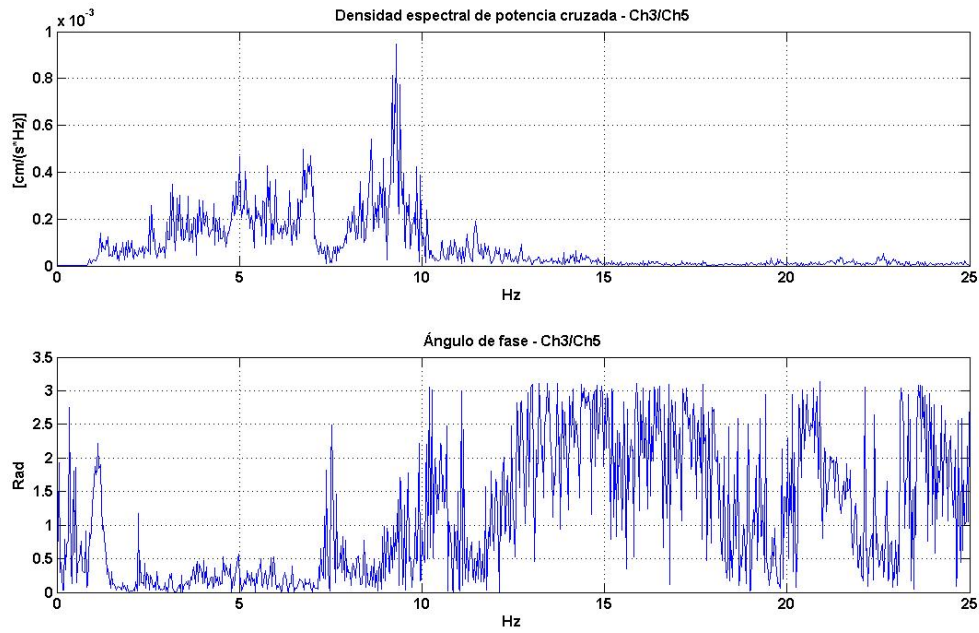 Densidad espectral de potencia cruzada - Ch3/Ch5
x 10^-3
1
0.8
0.6
0.4
0.2
0
[cm/(s*Hz)]
0 5 10 15 20 25
Hz
Ángulo de fase - Ch3/Ch5
3.5
3
2.5
2
1.5
1
0.5
0
Rad
0 5 10 15 20 25
Hz